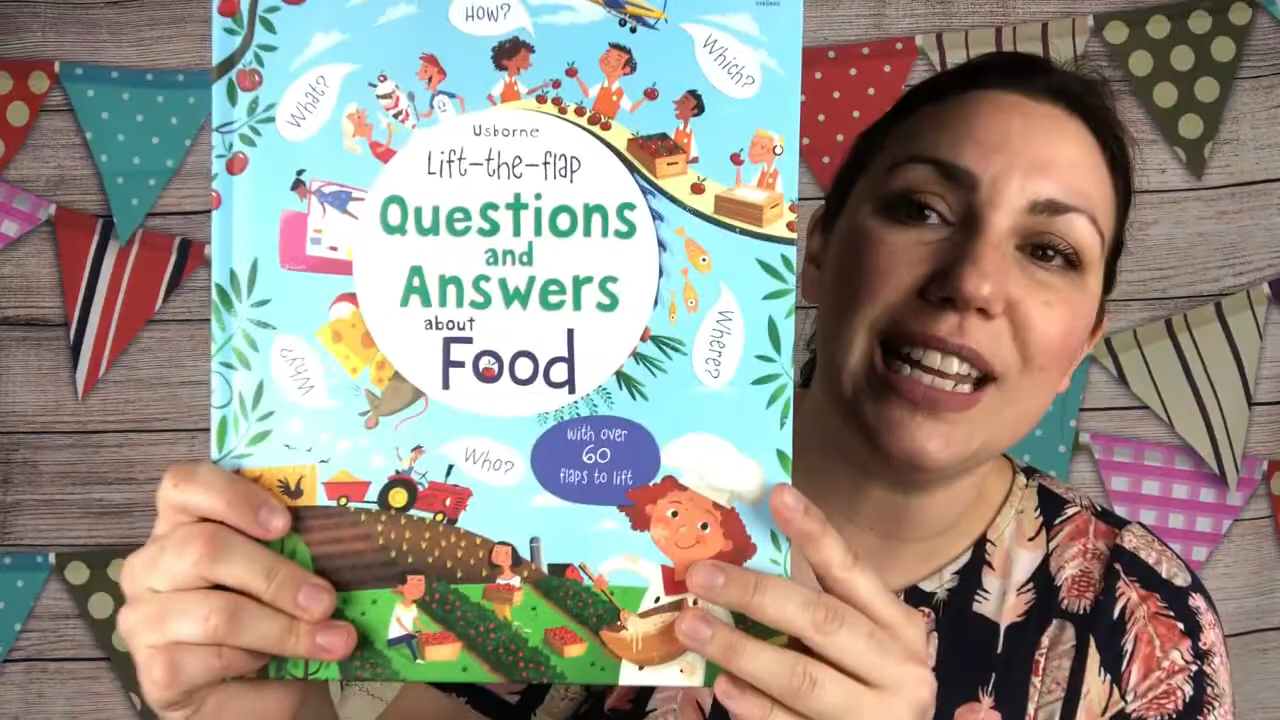 HOW?
Which?
What?
Usborne
Lift-the-flap
Questions
and
Answers
about
Food
Where?
Why?
Who?
with over
60
flaps to lift